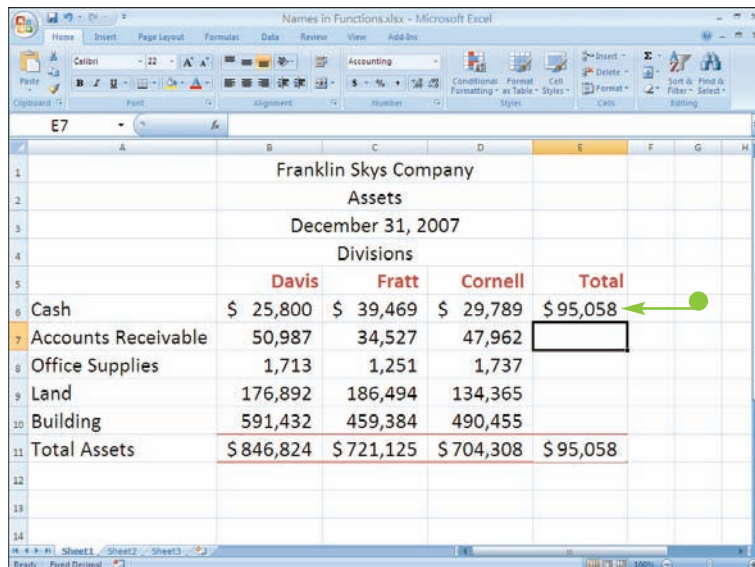 Names in Functions.xlsx - Microsoft Excel
Home Insert Page Layout Formulas Data Review View Add-Ins
Calibri 22 A A Accounting Insert Σ
Paste B I U A $ % , Conditional Formatting Format as Table Cell Styles Delete Format Sort & Filter Find & Select
Clipboard Font Alignment Number Styles Cells Editing
E7 fx
A B C D E F G H
1 Franklin Skys Company
2 Assets
3 December 31, 2007
4 Divisions
5 Davis Fratt Cornell Total
6 Cash $ 25,800 $ 39,469 $ 29,789 $95,058
7 Accounts Receivable 50,987 34,527 47,962
8 Office Supplies 1,713 1,251 1,737
9 Land 176,892 186,494 134,365
10 Building 591,432 459,384 490,455
11 Total Assets $846,824 $721,125 $704,308 $95,058
12
13
14
Sheet1 Sheet2 Sheet3
Ready Fixed Decimal 100%